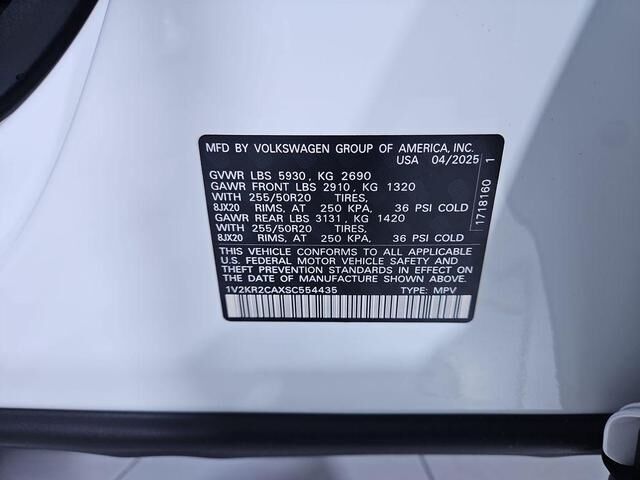 MFD BY VOLKSWAGEN GROUP OF AMERICA, INC.
USA 04/2025
GVWR LBS 5930, KG 2690
GAWR FRONT LBS 2910, KG 1320
WITH 255/50R20 TIRES,
8JX20 RIMS, AT 250 KPA, 36 PSI COLD
GAWR REAR LBS 3131, KG 1420
WITH 255/50R20 TIRES,
8JX20 RIMS, AT 250 KPA, 36 PSI COLD
THIS VEHICLE CONFORMS TO ALL APPLICABLE
U.S. FEDERAL MOTOR VEHICLE SAFETY AND
THEFT PREVENTION STANDARDS IN EFFECT ON
THE DATE OF MANUFACTURE SHOWN ABOVE.
1V2KR2CAXSC554435 TYPE: MPV
1718160 1